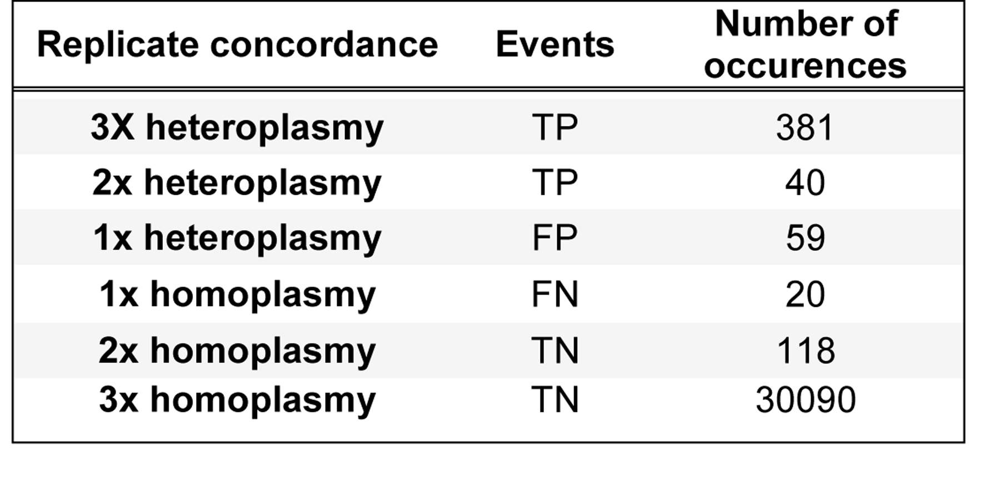 Replicate concordance Events Number of
occurences
3X heteroplasmy TP 381
2x heteroplasmy TP 40
1x heteroplasmy FP 59
1x homoplasmy FN 20
2x homoplasmy TN 118
3x homoplasmy TN 30090